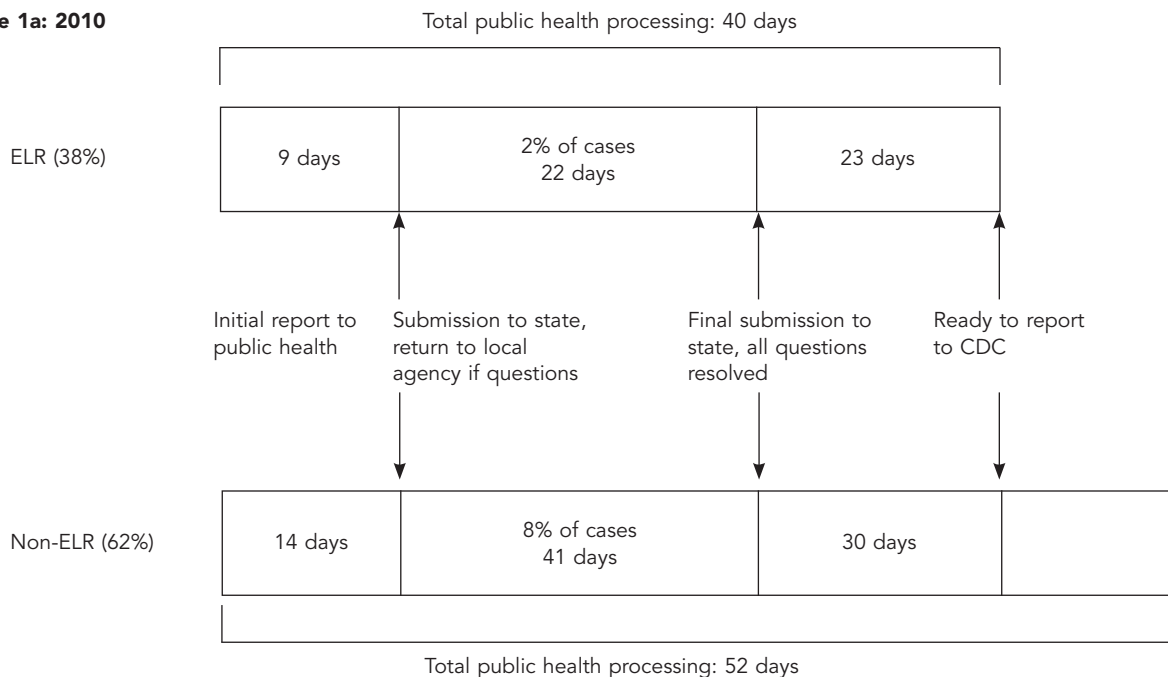 e 1a: 2010
Total public health processing: 40 days
ELR (38%)
9 days
2% of cases
22 days
23 days
Initial report to
public health
Submission to state,
return to local
agency if questions
Final submission to
state, all questions
resolved
Ready to report
to CDC
Non-ELR (62%)
14 days
8% of cases
41 days
30 days
Total public health processing: 52 days